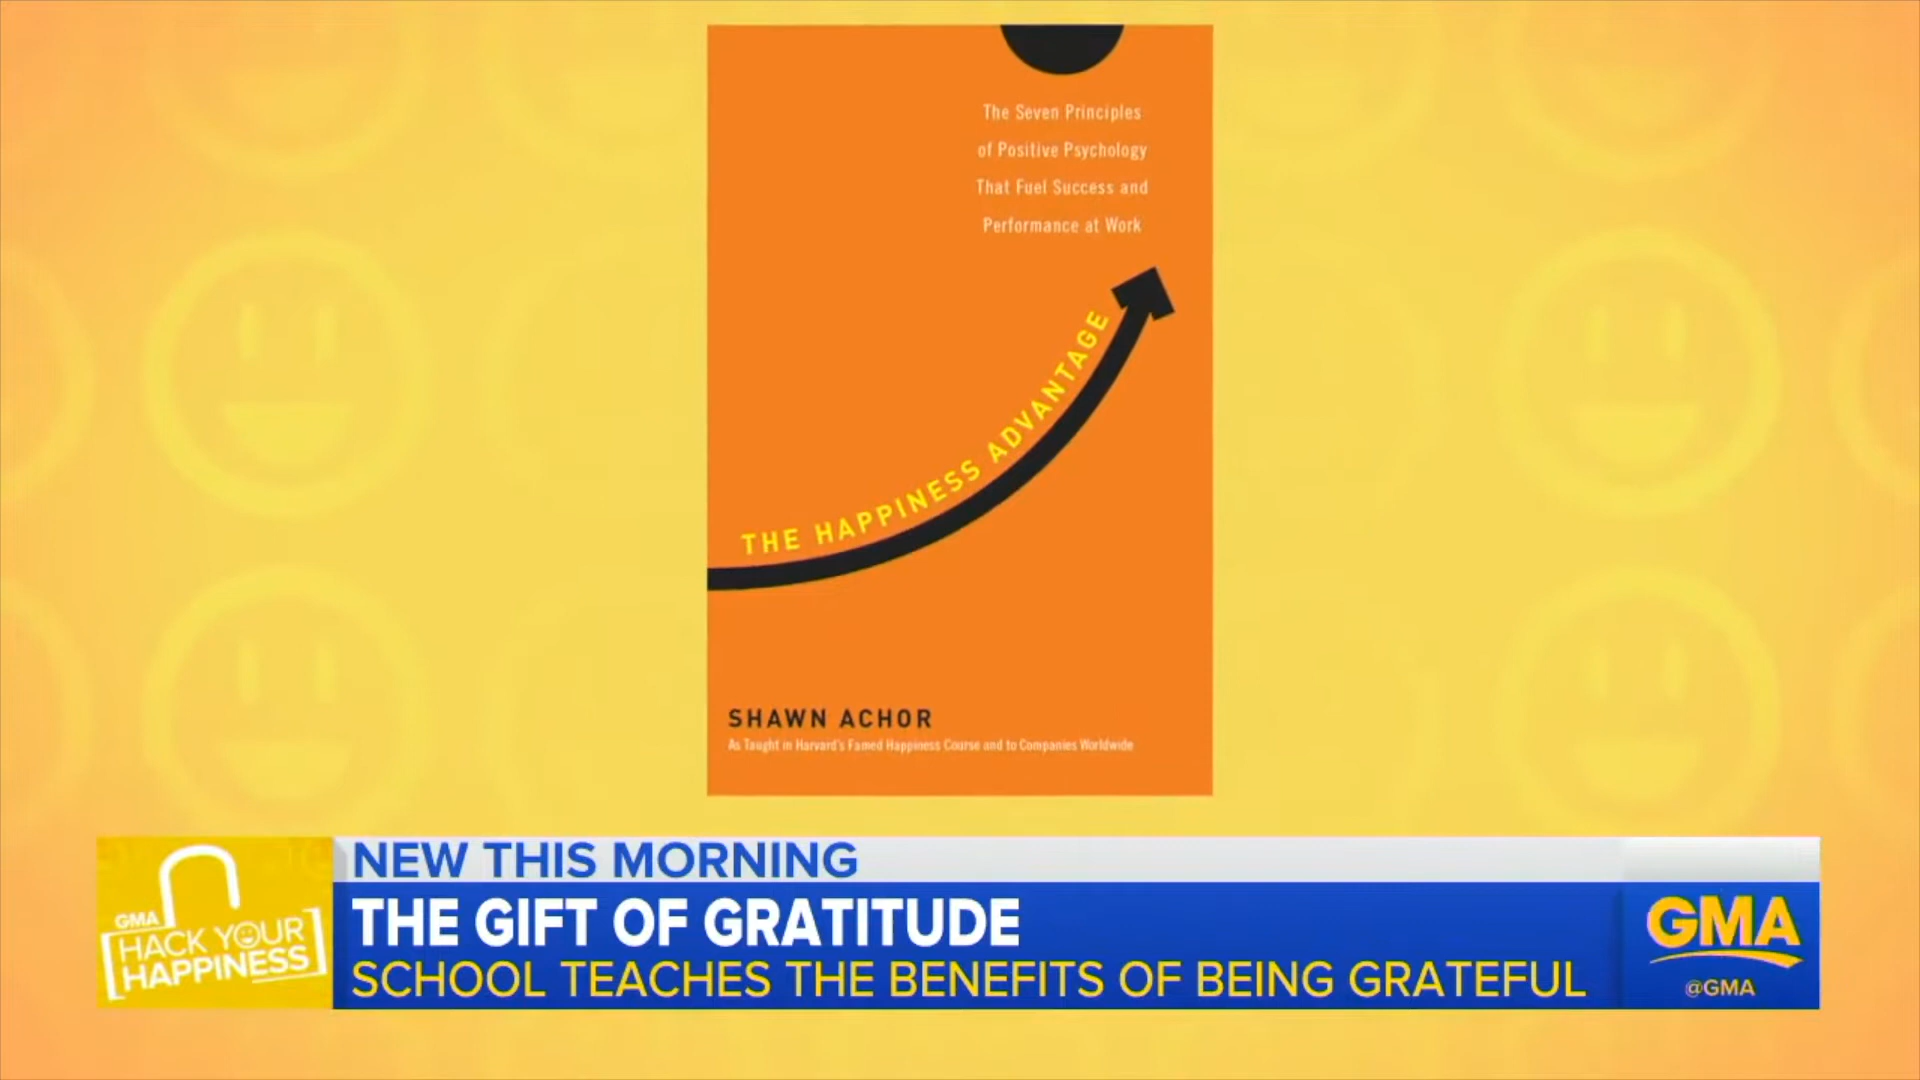 The Seven Principles
of Positive Psychology
That Fuel Success and
Performance at Work
THE HAPPINESS ADVANTAGE
SHAWN ACHOR
As Taught in Harvard's Famed Happiness Course and to Companies Worldwide
NEW THIS MORNING
THE GIFT OF GRATITUDE
SCHOOL TEACHES THE BENEFITS OF BEING GRATEFUL
GMA
HACK YOUR
HAPPINESS
GMA
@GMA